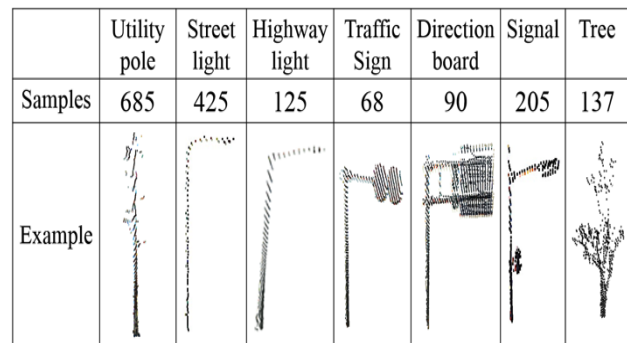 Utility pole Street light Highway light Traffic Sign Direction board Signal Tree
Samples 685 425 125 68 90 205 137
Example